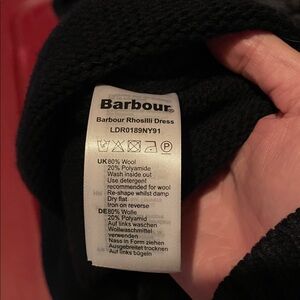 Barbour®
Barbour Rhosilli Dress
LDR0189NY91
P
UK 80% Wool
20% Polyamide
Wash inside out
Use detergent
recommended for wool
Re-shape whilst damp
Dry flat
Iron on reverse
DE 80% Wolle
20% Polyamid
Auf links waschen
Wollwaschmittel
verwenden
Nass in Form ziehen
Auf links bügeln